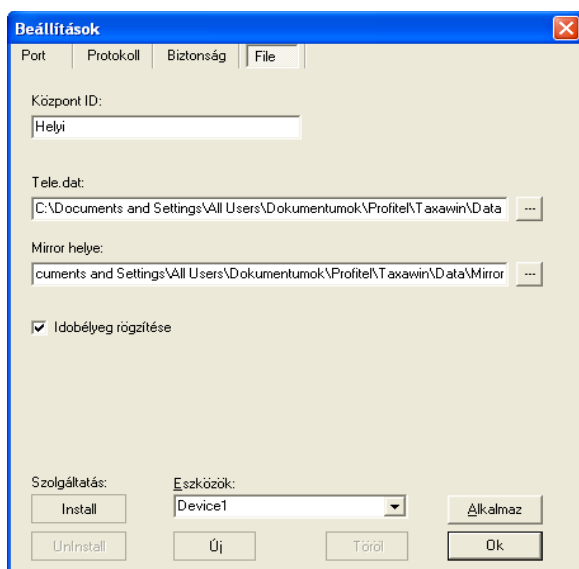 Beállítások
Port Protokoll Biztonság File
Központ ID:
Helyi
Tele.dat:
C:\Documents and Settings\All Users\Dokumentumok\Profitel\Taxawin\Data ...
Mirror helye:
cuments and Settings\All Users\Dokumentumok\Profitel\Taxawin\Data\Mirror ...
Idobélyeg rögzítése
Szolgáltatás: Eszközök:
Install Device1 Alkalmaz
UnInstall Új Töröl Ok